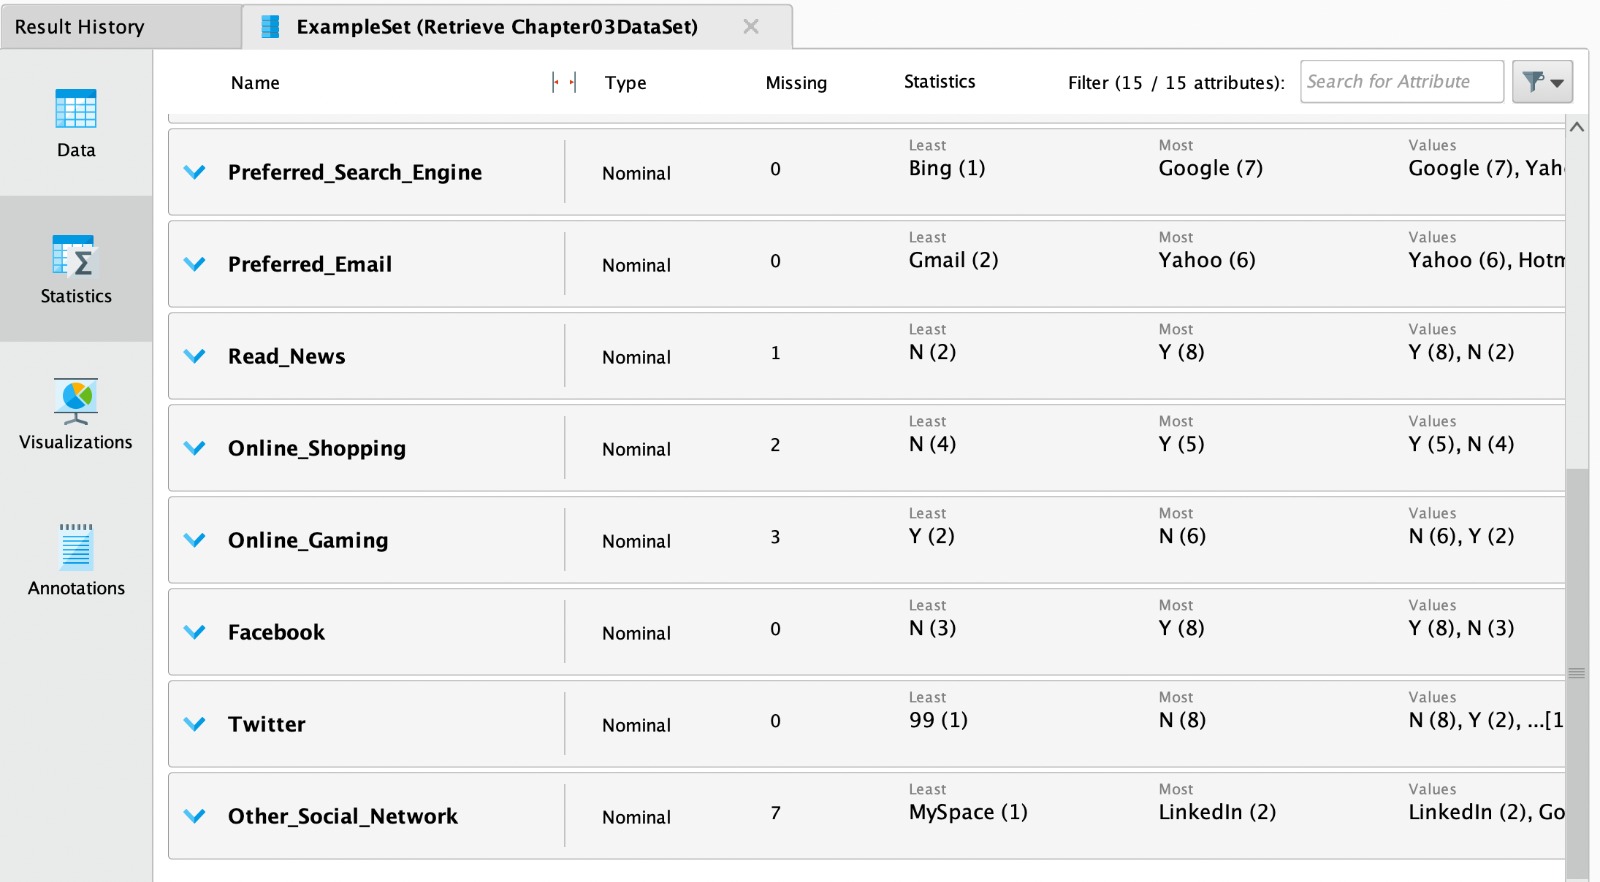 Result History
ExampleSet (Retrieve Chapter03DataSet)
Name Type Missing Statistics Filter (15 / 15 attributes): Search for Attribute
Data
Statistics
Visualizations
Annotations
Least Most Values
Preferred_Search_Engine Nominal 0 Bing (1) Google (7) Google (7), Yah
Least Most Values
Preferred_Email Nominal 0 Gmail (2) Yahoo (6) Yahoo (6), Hotm
Least Most Values
Read_News Nominal 1 N (2) Y (8) Y (8), N (2)
Least Most Values
Online_Shopping Nominal 2 N (4) Y (5) Y (5), N (4)
Least Most Values
Online_Gaming Nominal 3 Y (2) N (6) N (6), Y (2)
Least Most Values
Facebook Nominal 0 N (3) Y (8) Y (8), N (3)
Least Most Values
Twitter Nominal 0 99 (1) N (8) N (8), Y (2), ...[1
Least Most Values
Other_Social_Network Nominal 7 MySpace (1) LinkedIn (2) LinkedIn (2), Go